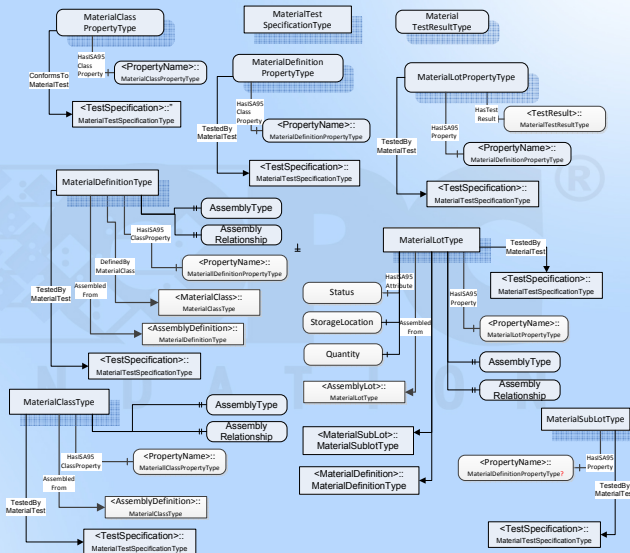 MaterialClass
PropertyType
HasISA95
Class
Property
ConformsTo
MaterialTest
<PropertyName>::
MaterialClassPropertyType
<TestSpecification>::"
MaterialTestSpecificationType
MaterialTest
SpecificationType
Material
TestResultType
MaterialDefinition
PropertyType
HasISA95
Class
Property
TestedBy
MaterialTest
<PropertyName>::
MaterialDefinitionPropertyType
<TestSpecification>::
MaterialTestSpecificationType
MaterialLotPropertyType
HasTest
Result
<TestResult>::
MaterialTestResultType
HasISA95
Property
TestedBy
MaterialTest
<PropertyName>::
MaterialDefinitionPropertyType
<TestSpecification>::
MaterialTestSpecificationType
MaterialDefinitionType
AssemblyType
Assembly
Relationship
HasISA95
ClassProperty
<PropertyName>::
MaterialDefinitionPropertyType
DefinedBy
MaterialClass
TestedBy
MaterialTest
Assembled
From
<MaterialClass>::
MaterialClassType
<AssemblyDefinition>::
MaterialDefinitionType
<TestSpecification>::
MaterialTestSpecificationType
MaterialLotType
TestedBy
MaterialTest
<TestSpecification>::
MaterialTestSpecificationType
HasISA95
Attribute
HasISA95
Property
Status
StorageLocation
Quantity
Assembled
From
<PropertyName>::
MaterialLotPropertyType
AssemblyType
Assembly
Relationship
<AssemblyLot>::
MaterialLotType
<MaterialSubLot>::
MaterialSublotType
<MaterialDefinition>::
MaterialDefinitionType
MaterialClassType
AssemblyType
Assembly
Relationship
HasISA95
ClassProperty
<PropertyName>::
MateriallClassPropertyType
Assembled
From
TestedBy
MaterialTest
<AssemblyDefinition>::
MaterialClassType
<TestSpecification>::
MaterialTestSpecificationType
MaterialSubLotType
HasISA95
Property
<PropertyName>::
MaterialDefinitionPropertyType?
TestedBy
MaterialTest
<TestSpecification>::
MaterialTestSpecificationType